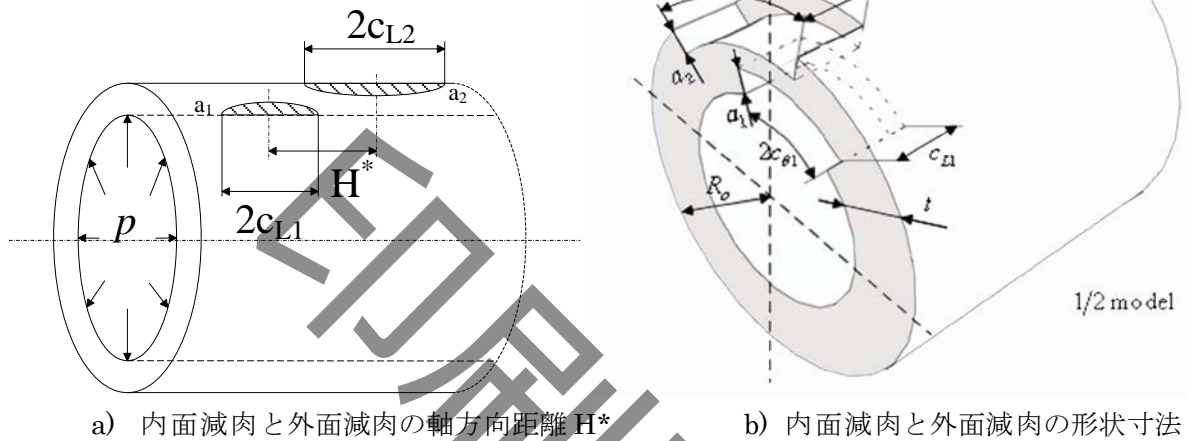 2cL2
a1
a2
H*
2cL1
p
a) 内面減肉と外面減肉の軸方向距離 H*
a2
a1
2cθ1
Ro
cL1
t
1/2 model
b) 内面減肉と外面減肉の形状寸法
印刷